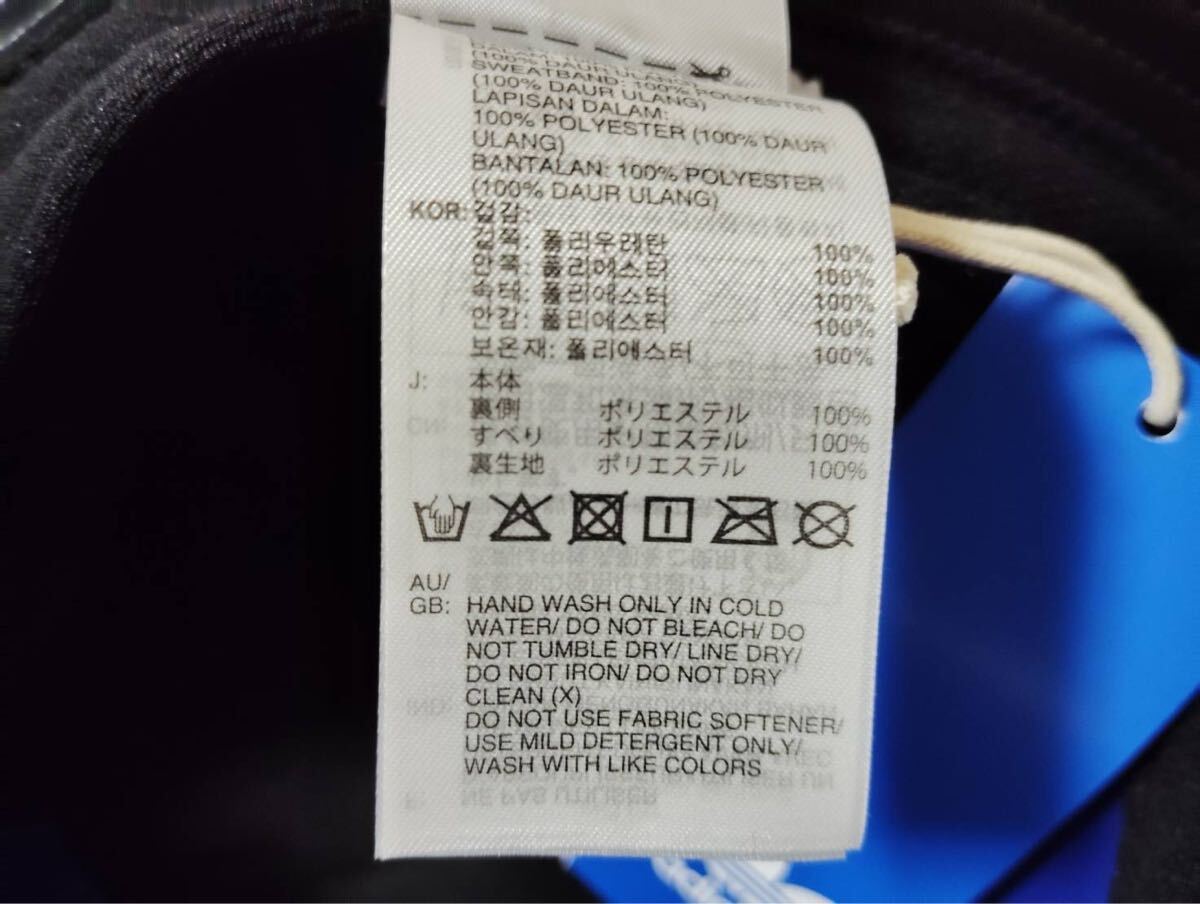 (100% DAUR ULANG)
SWEATBAND: 100% POLYESTER
(100% DAUR ULANG)
LAPISAN DALAM:
100% POLYESTER (100% DAUR
ULANG)
BANTALAN: 100% POLYESTER
(100% DAUR ULANG)
KOR: 겉감:
겉쪽: 폴리우레탄 100%
안쪽: 폴리에스터 100%
속테: 폴리에스터 100%
안감: 폴리에스터 100%
보온재: 폴리에스터 100%
J: 本体
裏側 ポリエステル 100%
すべり ポリエステル 100%
裏生地 ポリエステル 100%
AU/
GB: HAND WASH ONLY IN COLD
WATER/ DO NOT BLEACH/ DO
NOT TUMBLE DRY/ LINE DRY/
DO NOT IRON/ DO NOT DRY
CLEAN (X)
DO NOT USE FABRIC SOFTENER/
USE MILD DETERGENT ONLY/
WASH WITH LIKE COLORS